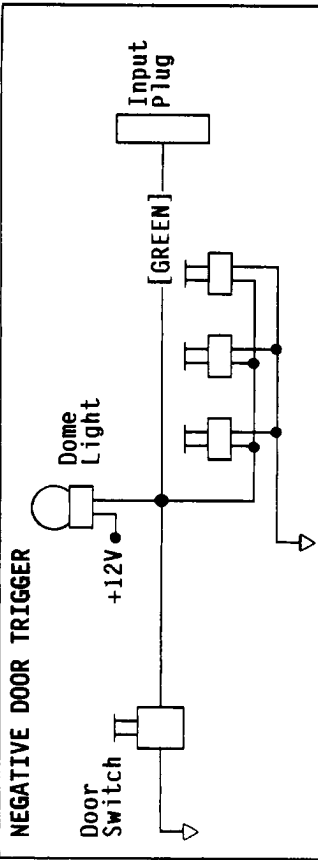 NEGATIVE DOOR TRIGGER
Door
Switch
+12V
Dome
Light
[GREEN]
Input
Plug